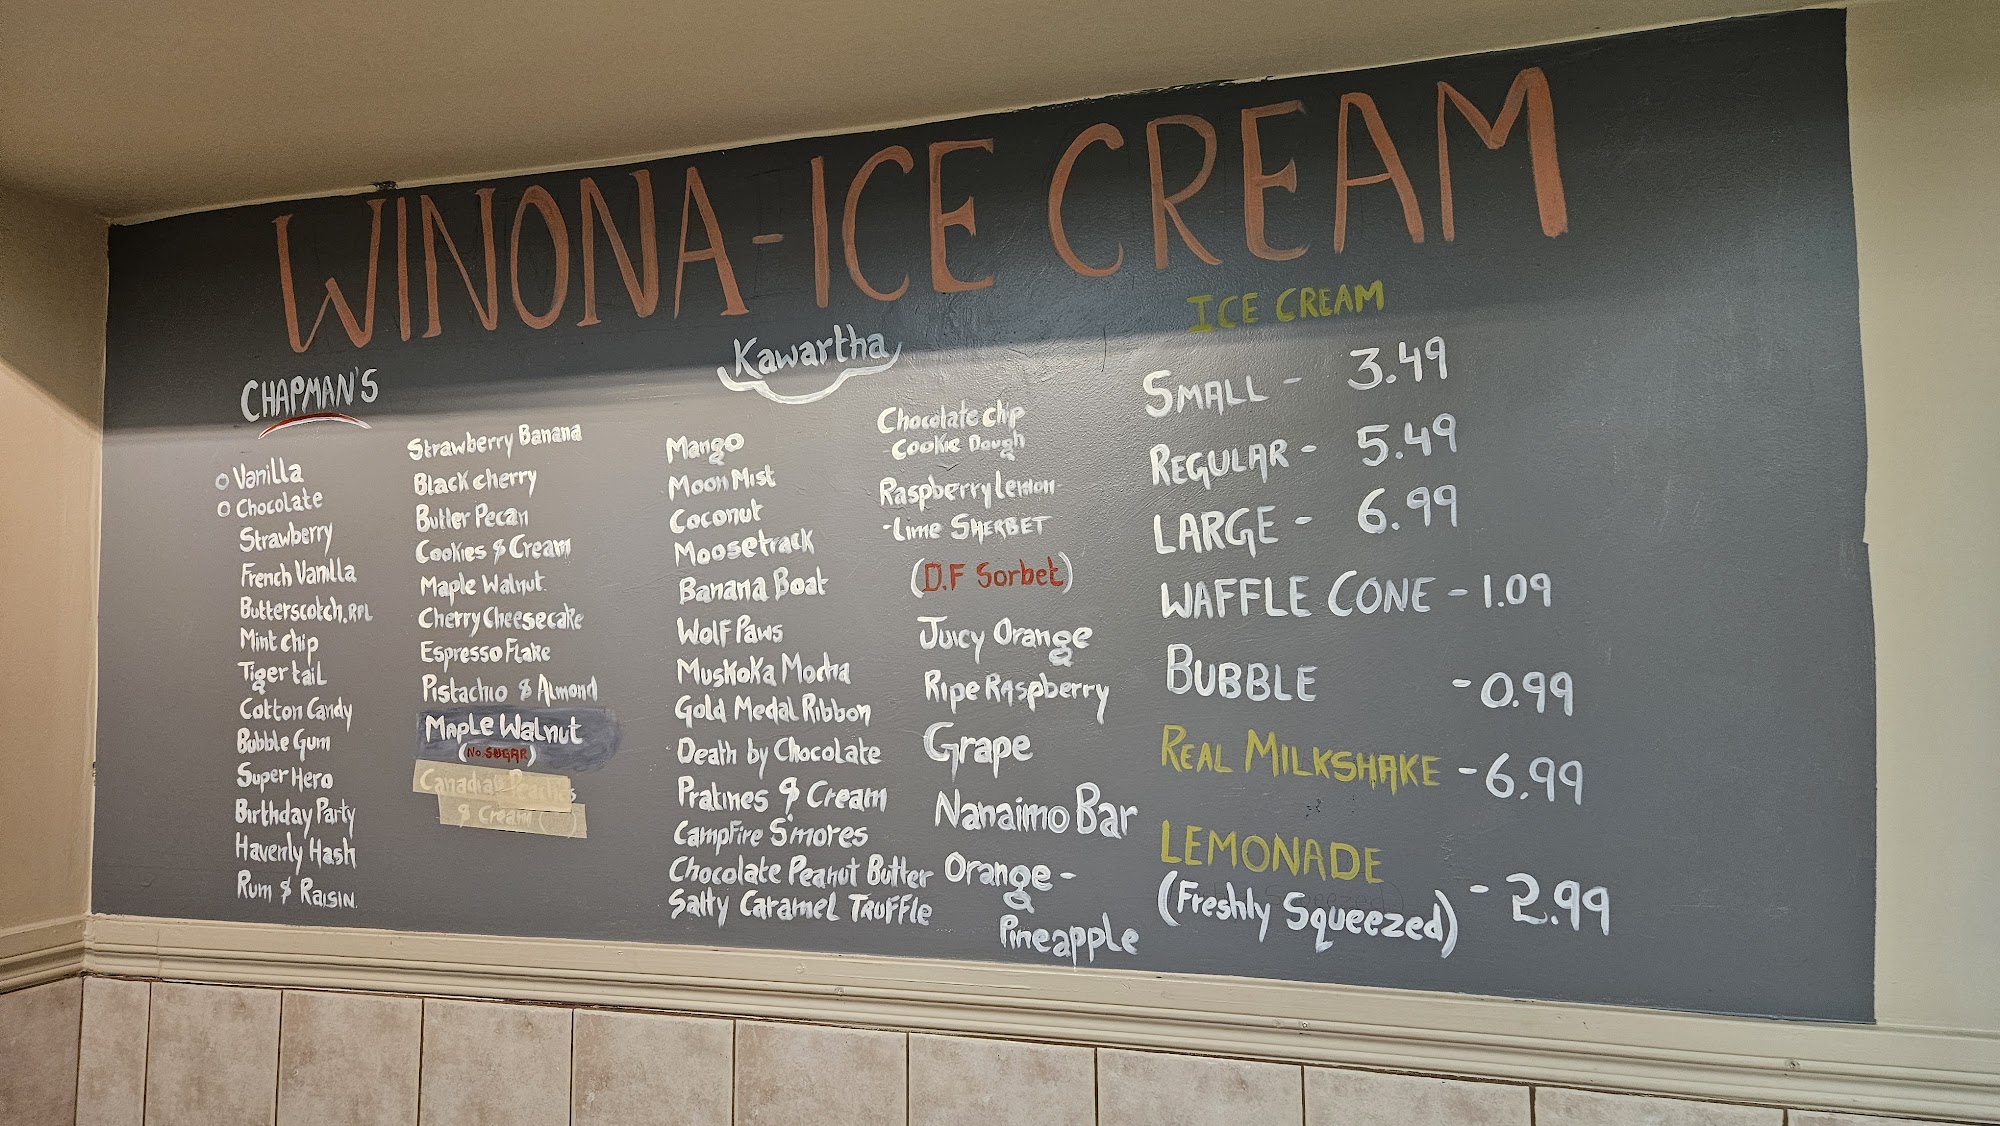 WINONA-ICE CREAM
CHAPMAN'S
Vanilla
Chocolate
Strawberry
French Vanilla
Butterscotch.RPL
Mint chip
Tiger tail
Cotton Candy
Bubble Gum
Super Hero
Birthday Party
Havenly Hash
Rum & Raisin
Strawberry Banana
Black cherry
Butter Pecan
Cookies & Cream
Maple Walnut
Cherry Cheesecake
Espresso Flake
Pistachio & Almond
Maple Walnut
(No SUGAR)
Canadian Peaches
& Cream ( )
Kawartha
Mango
Moon Mist
Coconut
Moosetrack
Banana Boat
Wolf Paws
Muskoka Mocha
Gold Medal Ribbon
Death by Chocolate
Pralines & Cream
Campfire Smores
Chocolate Peanut Butter
Salty Caramel Truffle
Chocolate chip
-Cookie Dough
Raspberry Lemon
-Lime SHERBET
(D.F Sorbet)
Juicy Orange
Ripe Raspberry
Grape
Nanaimo Bar
Orange-
Pineapple
ICE CREAM
SMALL - 3.49
REGULAR - 5.49
LARGE - 6.99
WAFFLE CONE - 1.09
BUBBLE - 0.99
REAL MILKSHAKE - 6.99
LEMONADE
(Freshly Squeezed) - 2.99